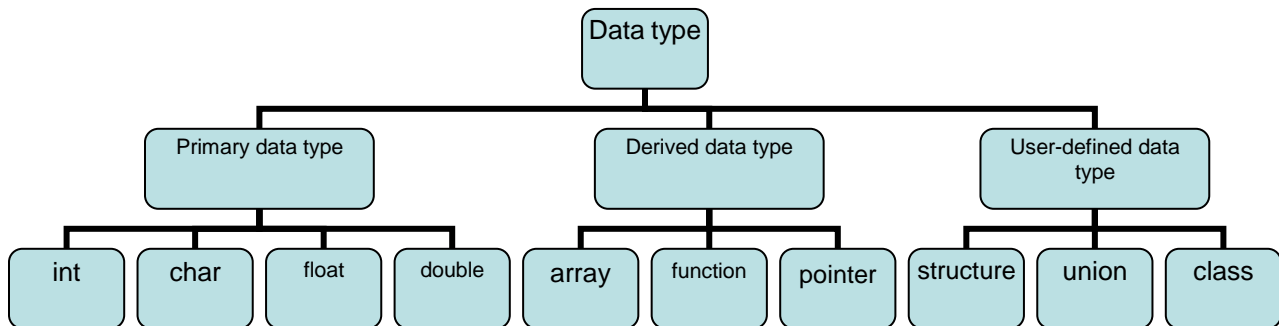 Data type
Primary data type
Derived data type
User-defined data
type
int
char
float
double
array
function
pointer
structure
union
class